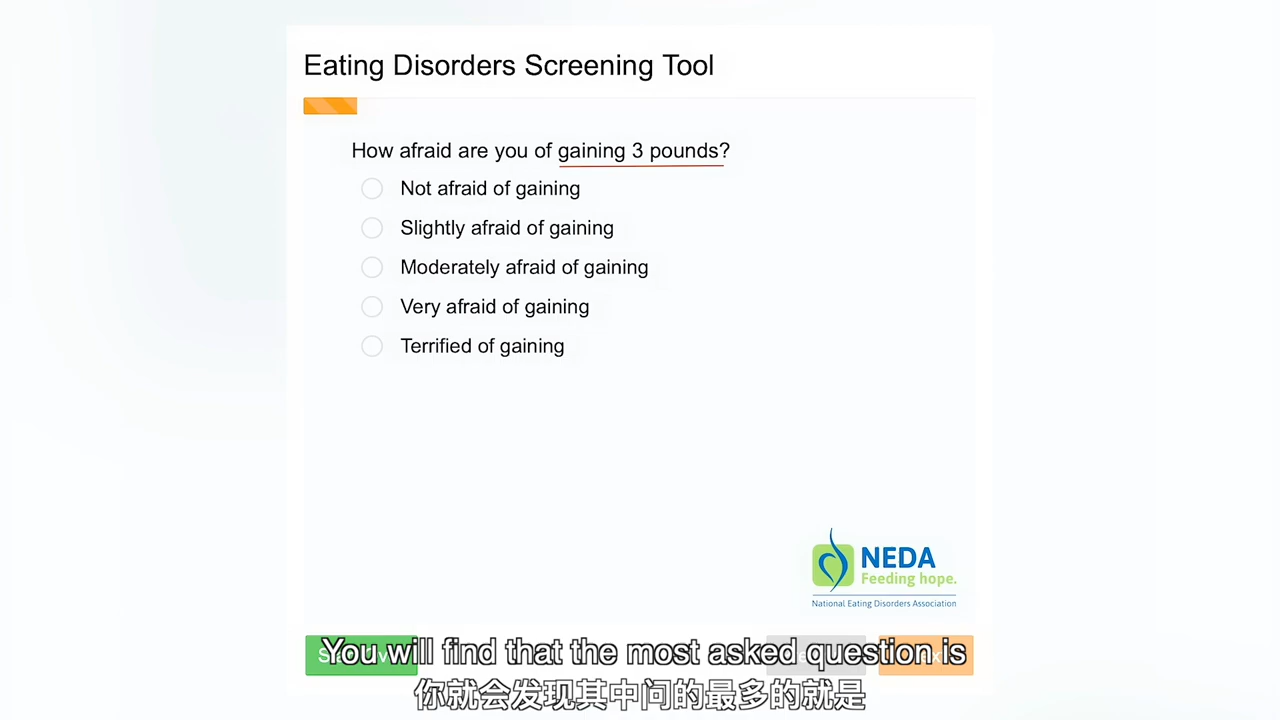 Eating Disorders Screening Tool
How afraid are you of gaining 3 pounds?
Not afraid of gaining
Slightly afraid of gaining
Moderately afraid of gaining
Very afraid of gaining
Terrified of gaining
NEDA
Feeding hope.
National Eating Disorders Association
You will find that the most asked question is
你就会发现其中问的最多的就是